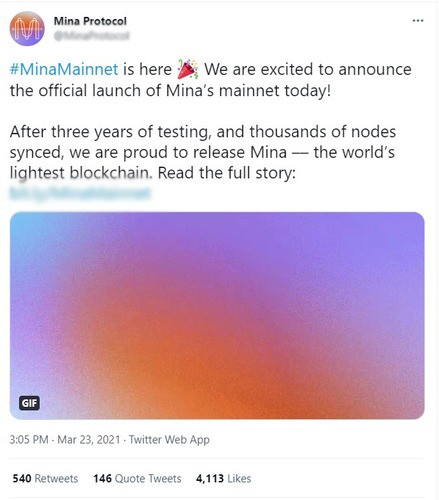 Mina Protocol
#MinaMainnet is here 🎉 We are excited to announce
the official launch of Mina's mainnet today!
After three years of testing, and thousands of nodes
synced, we are proud to release Mina — the world's
lightest blockchain. Read the full story:
GIF
3:05 PM · Mar 23, 2021 · Twitter Web App
540 Retweets 146 Quote Tweets 4,113 Likes